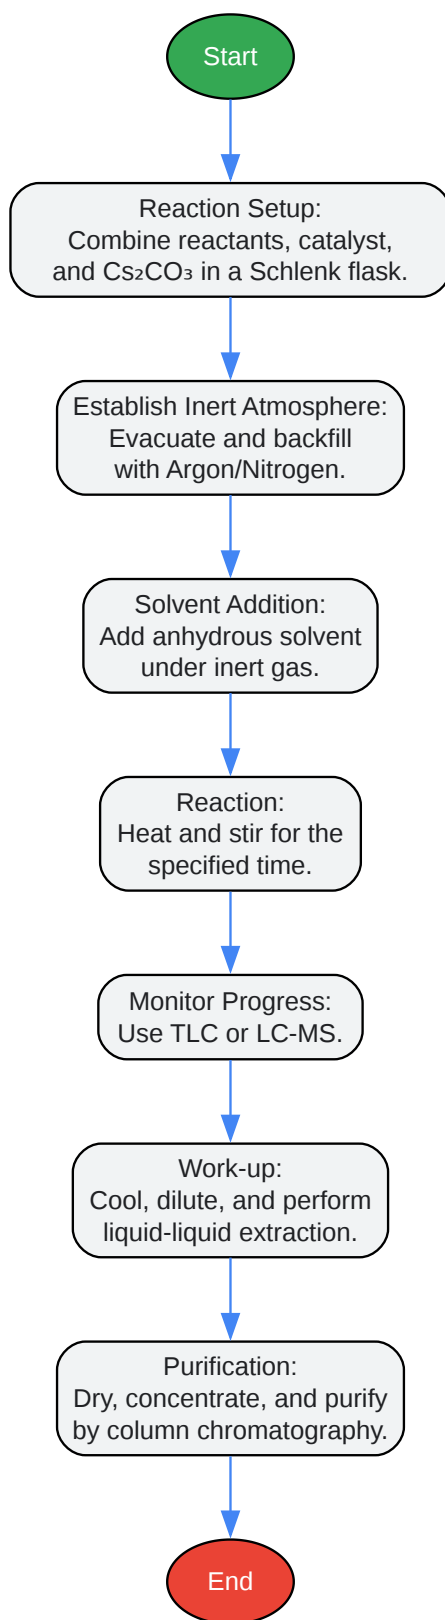 Start
Reaction Setup:
Combine reactants, catalyst,
and Cs₂CO₃ in a Schlenk flask.
Establish Inert Atmosphere:
Evacuate and backfill
with Argon/Nitrogen.
Solvent Addition:
Add anhydrous solvent
under inert gas.
Reaction:
Heat and stir for the
specified time.
Monitor Progress:
Use TLC or LC-MS.
Work-up:
Cool, dilute, and perform
liquid-liquid extraction.
Purification:
Dry, concentrate, and purify
by column chromatography.
End